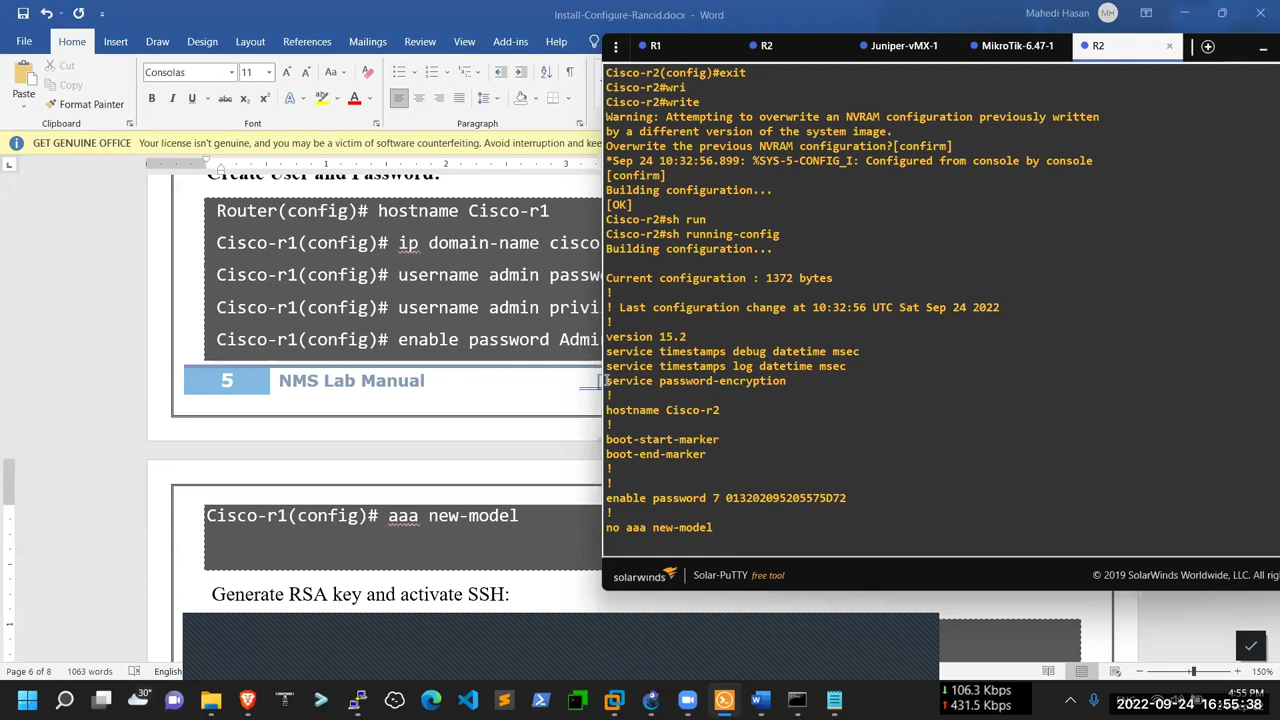 Install-Configure-Rancid.docx - Word
Mahedi Hasan
MH
File Home Insert Draw Design Layout References Mailings Review View Add-ins Help
Cut
Copy
Format Painter
Paste
Clipboard
Consolas 11
Font
Paragraph
GET GENUINE OFFICE Your license isn't genuine, and you may be a victim of software counterfeiting. Avoid interruption and
1 2 3
Create User and Password:
Router(config)# hostname Cisco-r1
Cisco-r1(config)# ip domain-name cisco
Cisco-r1(config)# username admin passw
Cisco-r1(config)# username admin privi
Cisco-r1(config)# enable password Admi
5 NMS Lab Manual
Cisco-r1(config)# aaa new-model
Generate RSA key and activate SSH:
R1 R2 Juniper-vMX-1 MikroTik-6.47-1 R2
Cisco-r2(config)#exit
Cisco-r2#wri
Cisco-r2#write
Warning: Attempting to overwrite an NVRAM configuration previously written
by a different version of the system image.
Overwrite the previous NVRAM configuration?[confirm]
*Sep 24 10:32:56.899: %SYS-5-CONFIG_I: Configured from console by console
[confirm]
Building configuration...
[OK]
Cisco-r2#sh run
Cisco-r2#sh running-config
Building configuration...
Current configuration : 1372 bytes
!
! Last configuration change at 10:32:56 UTC Sat Sep 24 2022
!
version 15.2
service timestamps debug datetime msec
service timestamps log datetime msec
service password-encryption
!
hostname Cisco-r2
!
boot-start-marker
boot-end-marker
!
!
enable password 7 013202095205575D72
!
no aaa new-model
solarwinds Solar-PuTTY free tool © 2019 SolarWinds Worldwide, LLC. All rig
Page 6 of 8 1063 words English
150%
30°
106.3 Kbps
431.5 Kbps
4:55 PM
2022-09-24 16:55:38